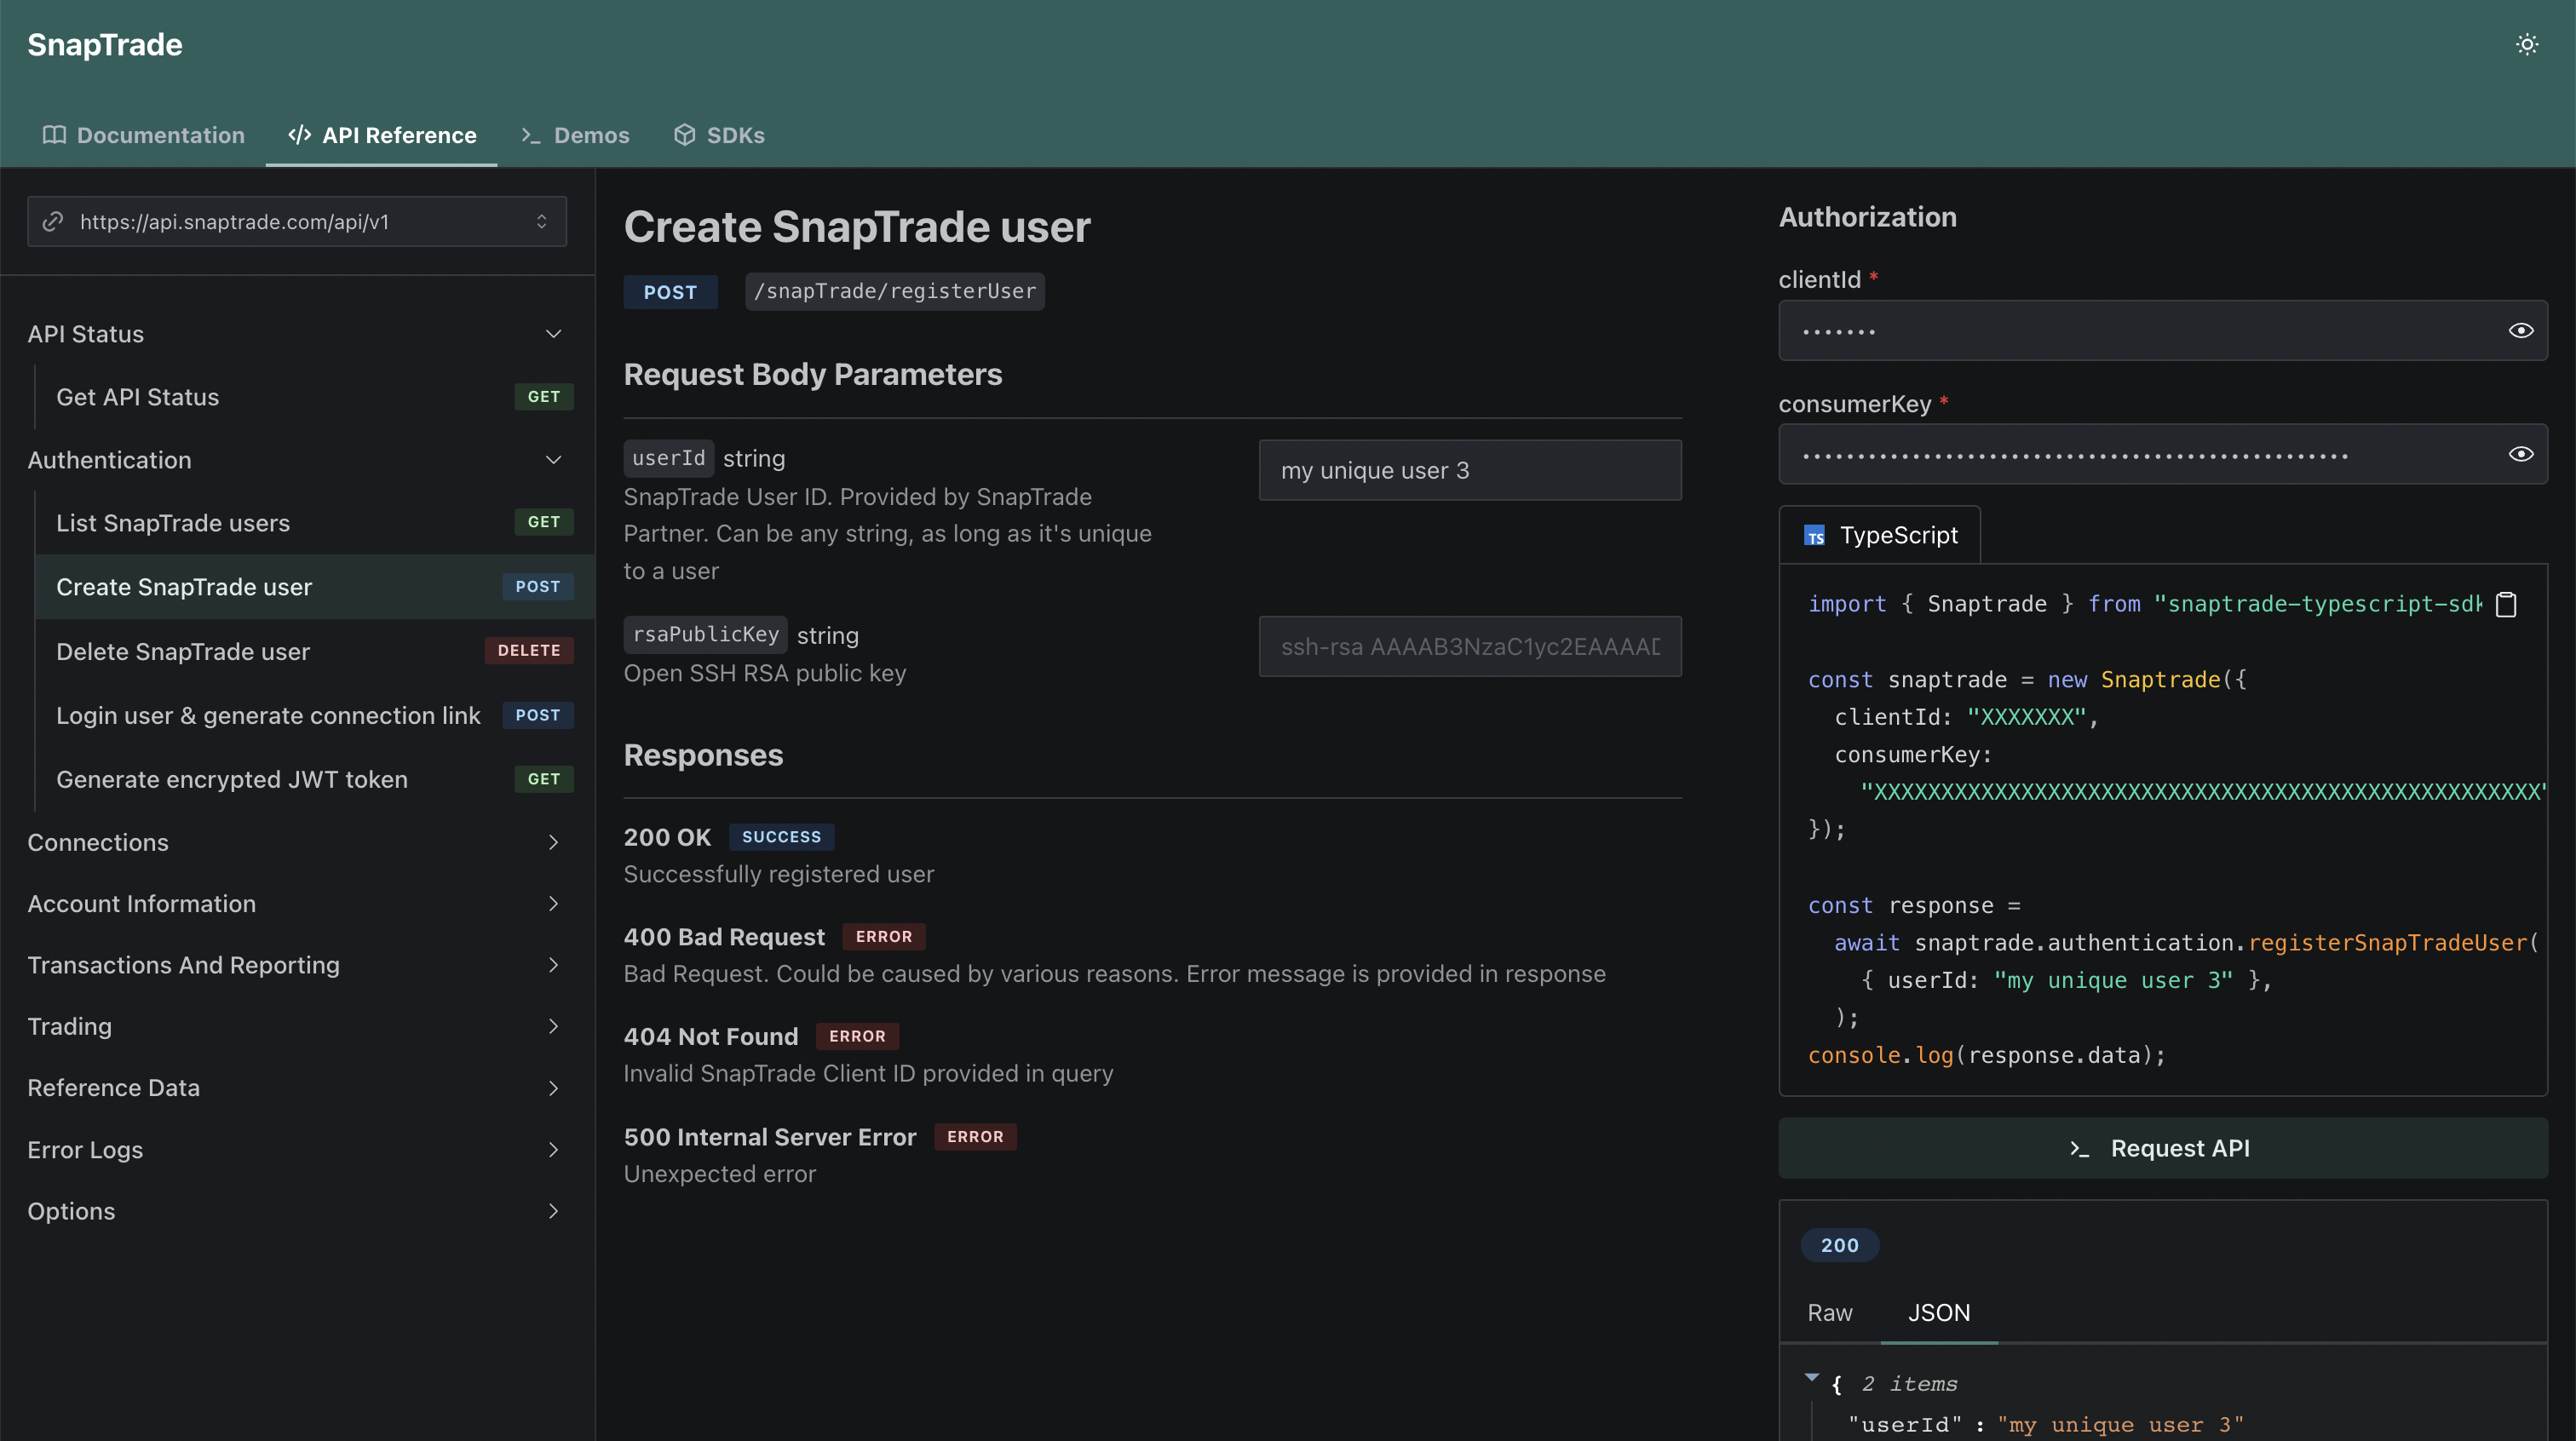 SnapTrade
Documentation
API Reference
Demos
SDKs
https://api.snaptrade.com/api/v1
API Status
Get API Status GET
Authentication
List SnapTrade users GET
Create SnapTrade user POST
Delete SnapTrade user DELETE
Login user & generate connection link POST
Generate encrypted JWT token GET
Connections
Account Information
Transactions And Reporting
Trading
Reference Data
Error Logs
Options
Create SnapTrade user
POST /snapTrade/registerUser
Request Body Parameters
userId string
SnapTrade User ID. Provided by SnapTrade
Partner. Can be any string, as long as it's unique
to a user
my unique user 3
rsaPublicKey string
Open SSH RSA public key
ssh-rsa AAAAB3NzaC1yc2EAAAAD
Responses
200 OK SUCCESS
Successfully registered user
400 Bad Request ERROR
Bad Request. Could be caused by various reasons. Error message is provided in response
404 Not Found ERROR
Invalid SnapTrade Client ID provided in query
500 Internal Server Error ERROR
Unexpected error
Authorization
clientId *
•••••••
consumerKey *
••••••••••••••••••••••••••••••••••••••••••••••••••
TS TypeScript
import { Snaptrade } from "snaptrade-typescript-sdk
const snaptrade = new Snaptrade({
clientId: "XXXXXXX",
consumerKey:
"XXXXXXXXXXXXXXXXXXXXXXXXXXXXXXXXXXXXXXXXXXXXXXXXXX"
});
const response =
await snaptrade.authentication.registerSnapTradeUser(
{ userId: "my unique user 3" },
);
console.log(response.data);
Request API
200
Raw
JSON
{ 2 items
"userId" : "my unique user 3"